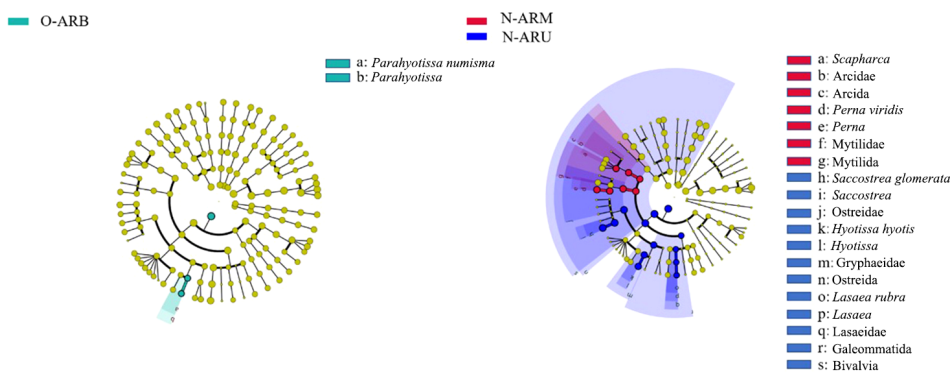 O-ARB
N-ARM
N-ARU
a: Parahyotissa numisma
b: Parahyotissa
a: Scapharca
b: Arcidae
c: Arcida
d: Perna viridis
e: Perna
f: Mytilidae
g: Mytilida
h: Saccostrea glomerata
i: Saccostrea
j: Ostreidae
k: Hyotissa hyotis
l: Hyotissa
m: Gryphaeidae
n: Ostreida
o: Lasaea rubra
p: Lasaea
q: Lasaeidae
r: Galeommatida
s: Bivalvia